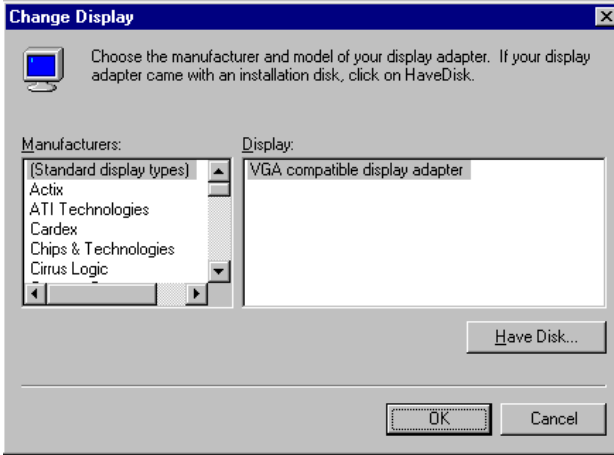 Change Display
Choose the manufacturer and model of your display adapter. If your display
adapter came with an installation disk, click on HaveDisk.
Manufacturers:
(Standard display types)
Actix
ATI Technologies
Cardex
Chips & Technologies
Cirrus Logic
Display:
VGA compatible display adapter
Have Disk...
OK
Cancel